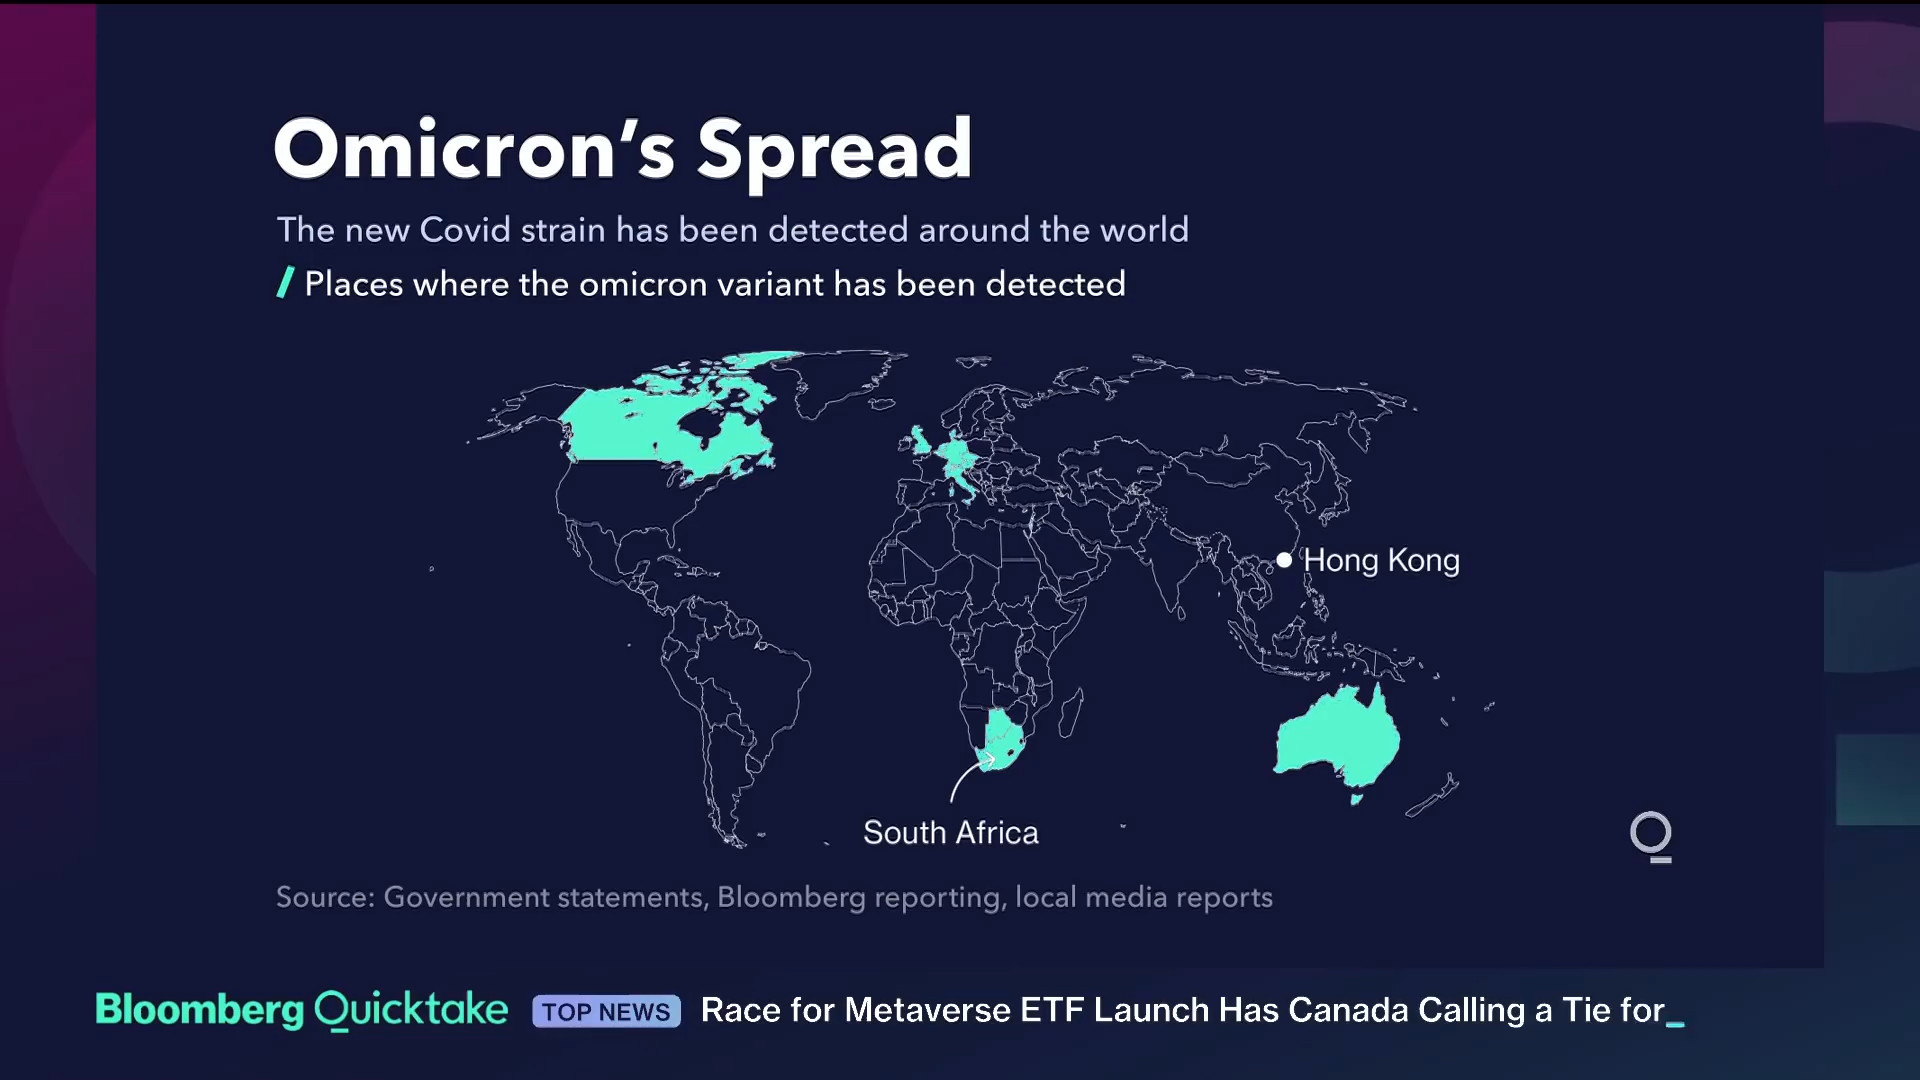 Omicron’s Spread
The new Covid strain has been detected around the world
Places where the omicron variant has been detected
Hong Kong
South Africa
Source: Government statements, Bloomberg reporting, local media reports
Bloomberg Quicktake TOP NEWS Race for Metaverse ETF Launch Has Canada Calling a Tie for_